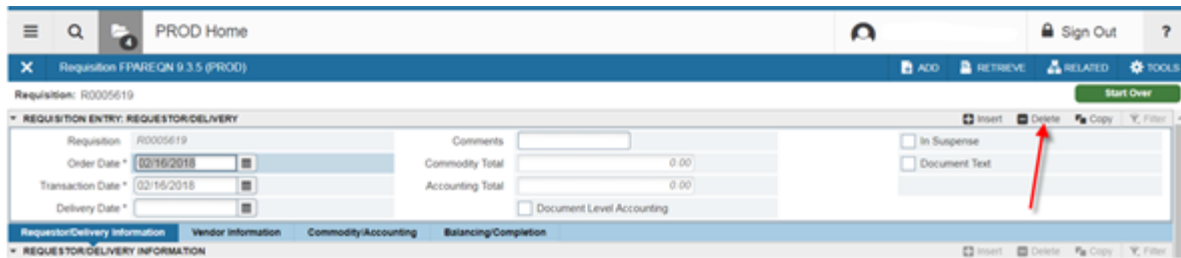 PROD Home
4
Sign Out
?
X Requisition FPAREQN 9.3.5 (PROD) ADD RETRIEVE RELATED TOOLS
Requisition: R0005619 Start Over
REQUISITION ENTRY: REQUESTOR/DELIVERY Insert Delete Copy Filter
Requisition R0005619 Comments In Suspense
Order Date * 02/16/2018 Commodity Total 0.00 Document Text
Transaction Date * 02/16/2018 Accounting Total 0.00
Delivery Date * Document Level Accounting
Requestor/Delivery Information Vendor Information Commodity/Accounting Balancing/Completion
REQUESTOR/DELIVERY INFORMATION Insert Delete Copy Filter